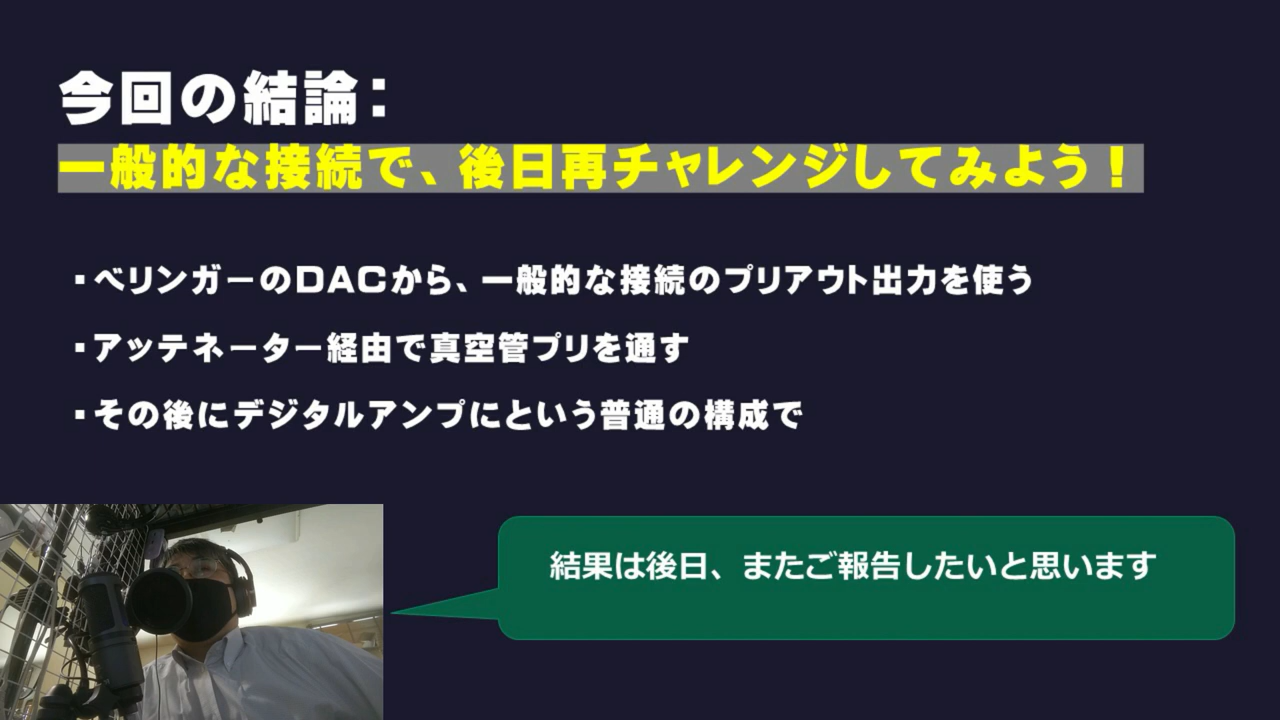 今回の結論：
一般的な接続で、後日再チャレンジしてみよう！
・ベリンガーのDACから、一般的な接続のプリアウト出力を使う
・アッテネーター経由で真空管プリを通す
・その後にデジタルアンプにという普通の構成で
結果は後日、またご報告したいと思います